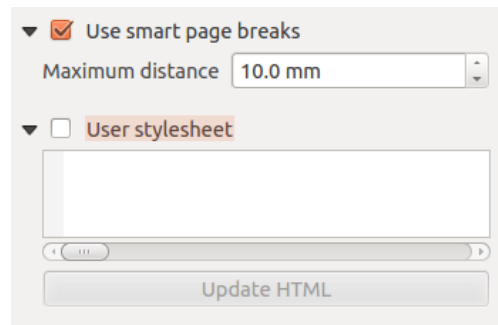 Use smart page breaks
Maximum distance 10.0 mm
User stylesheet
Update HTML